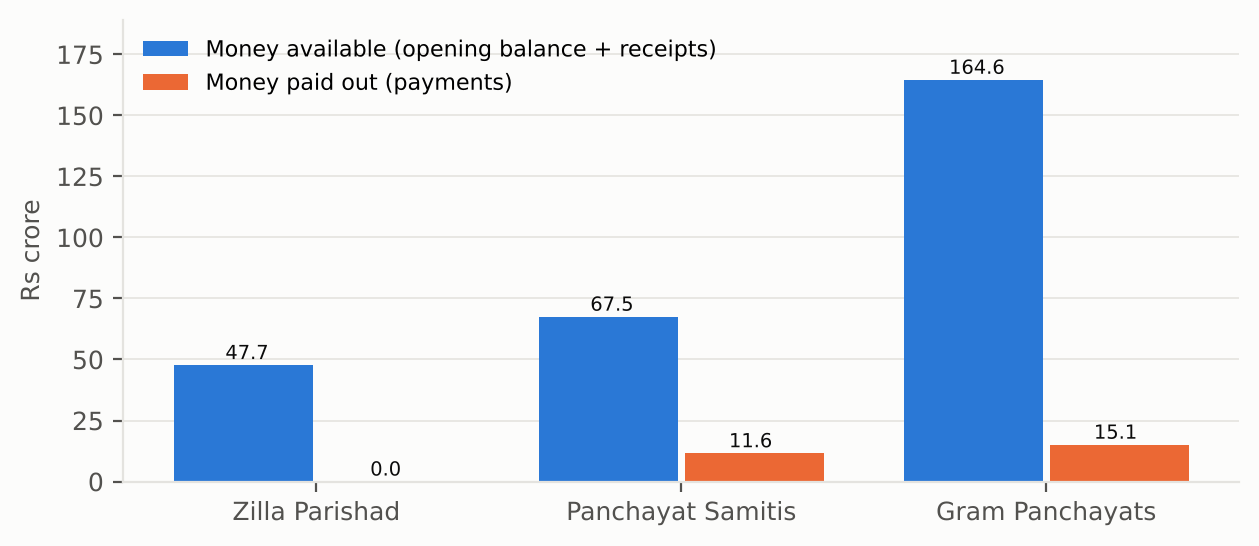 Money available (opening balance + receipts)
Money paid out (payments)
Rs crore
175
150
125
100
75
50
25
0
47.7
0.0
67.5
11.6
164.6
15.1
Zilla Parishad
Panchayat Samitis
Gram Panchayats